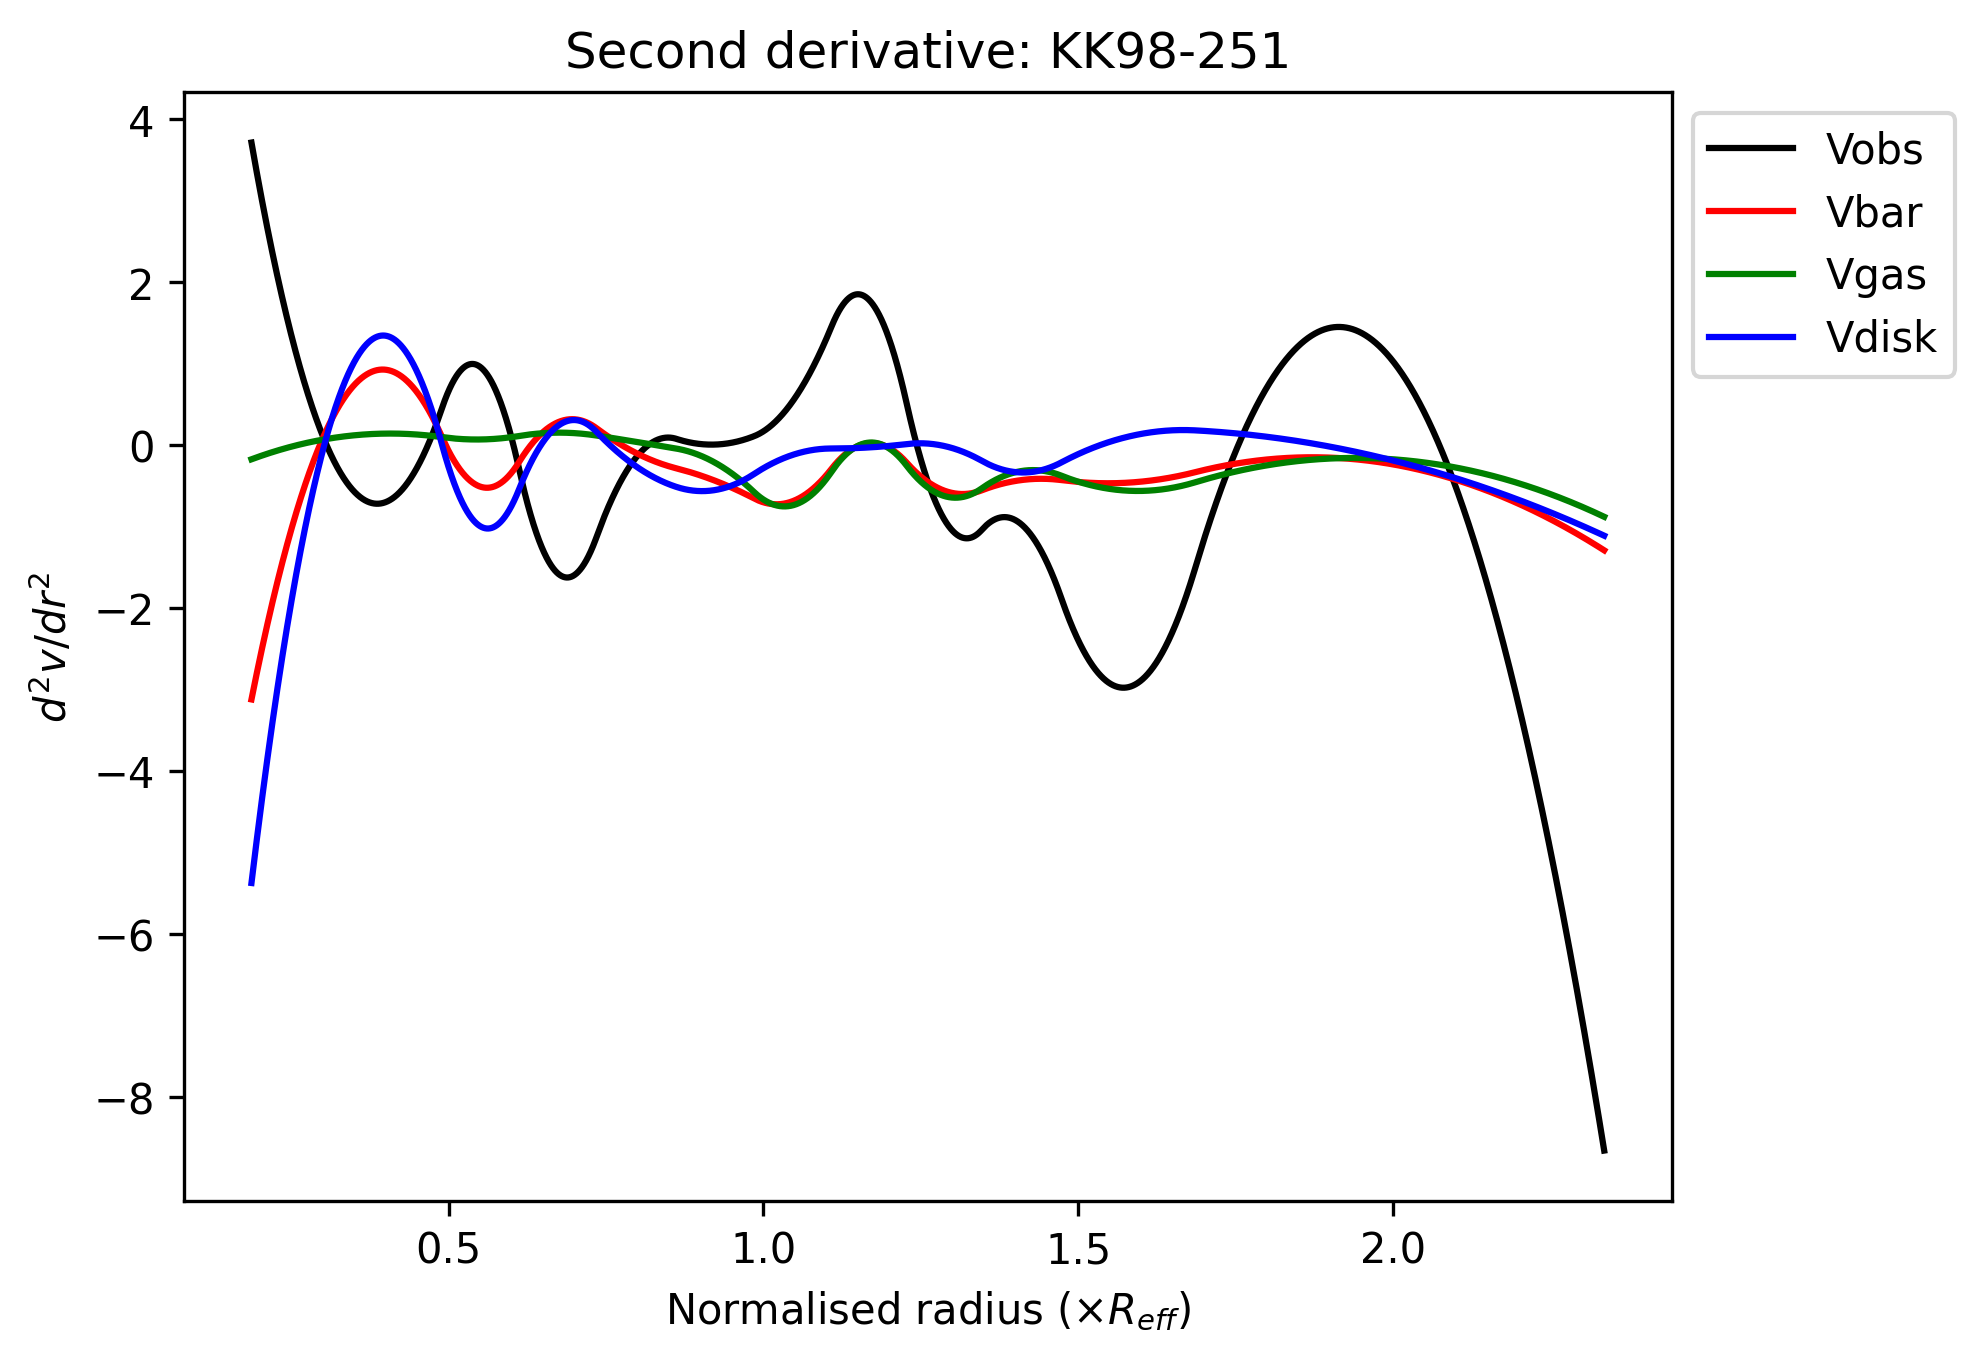 Second derivative: KK98-251
4
2
0
−2
−4
−6
−8
d²v/dr²
0.5 1.0 1.5 2.0
Normalised radius (×R_eff)
Vobs
Vbar
Vgas
Vdisk